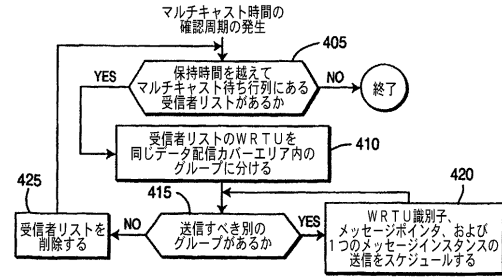 マルチキャスト時間の
確認周期の発生
405
保持時間を越えて
マルチキャスト待ち行列にある
受信者リストがあるか
YES
NO
終了
受信者リストのWRTUを
同じデータ配信カバーエリア内の
グループに分ける
410
425
415
420
受信者リストを
削除する
NO
送信すべき別の
グループがあるか
YES
WRTU識別子、
メッセージポインタ、および
1つのメッセージインスタンスの
送信をスケジュールする